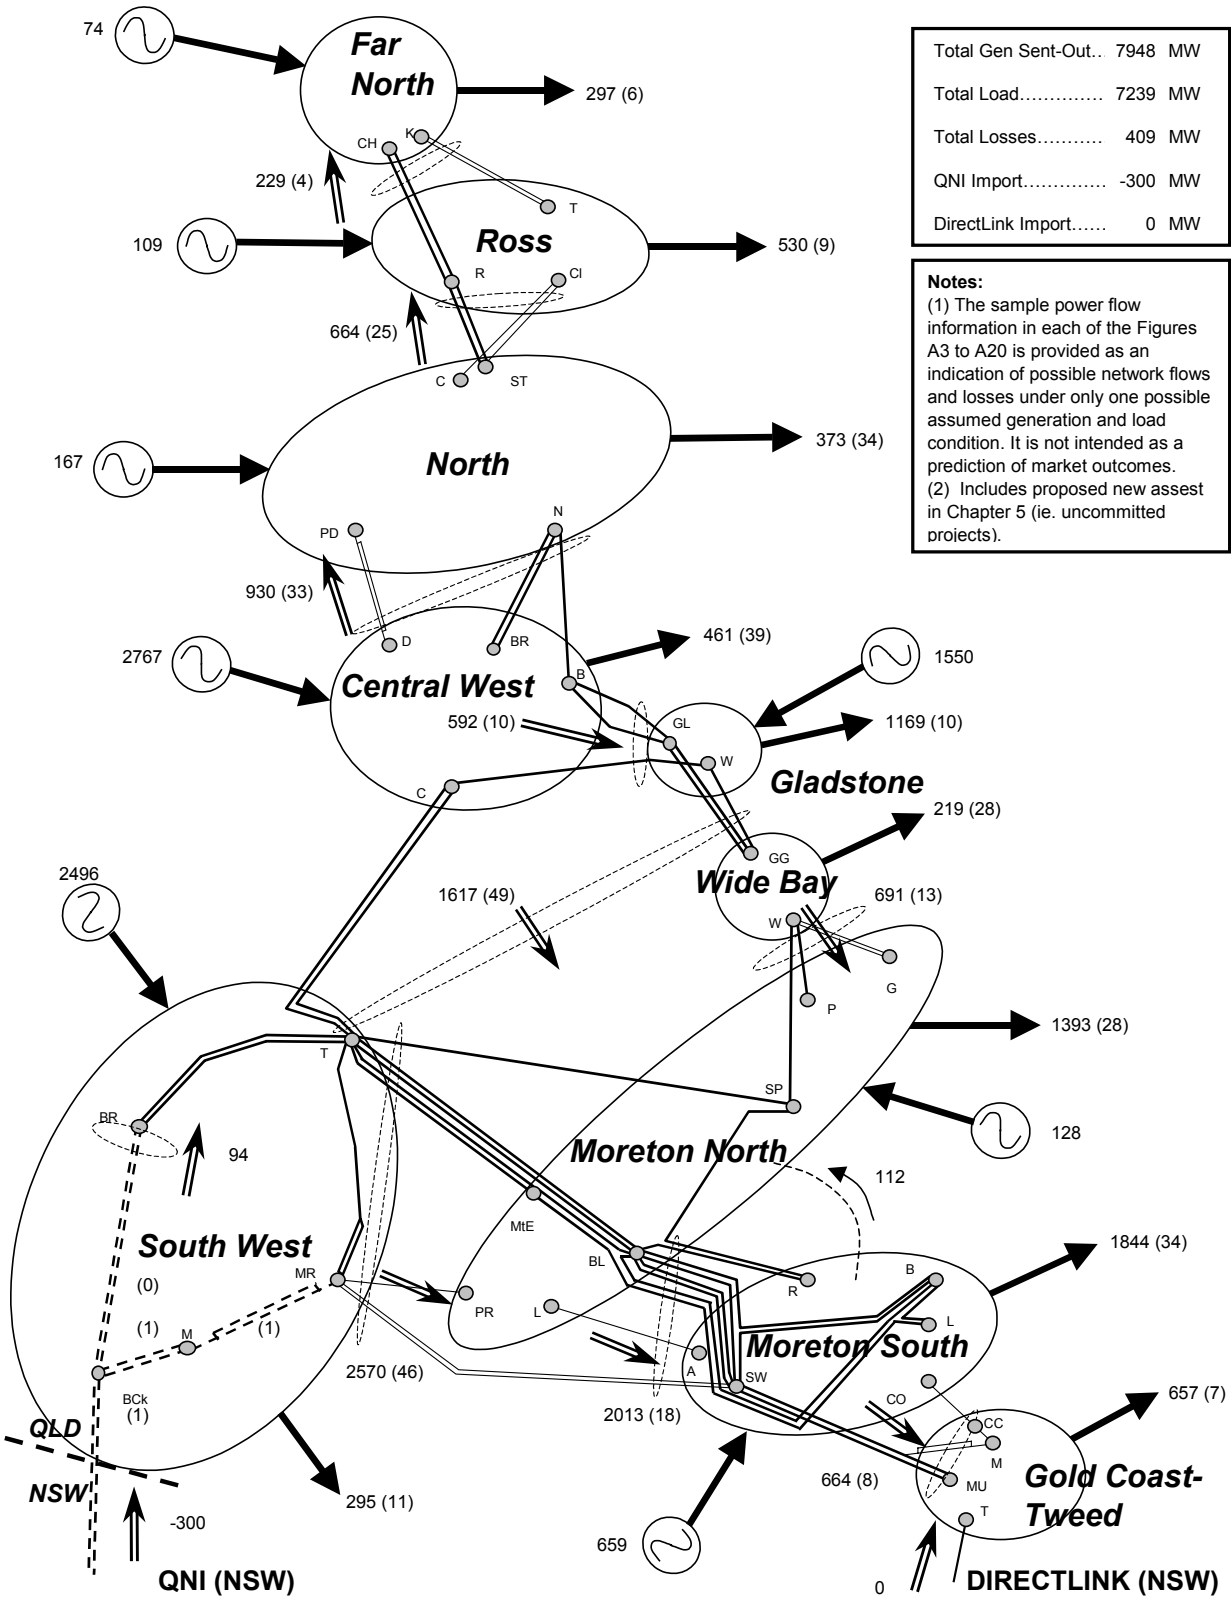 74
Far
North
297 (6)
K
CH
229 (4)
T
109
Ross
530 (9)
R
CI
664 (25)
C
ST
167
North
373 (34)
N
PD
930 (33)
D
BR
461 (39)
2767
1550
B
Central West
592 (10)
GL
1169 (10)
W
Gladstone
C
219 (28)
GG
2496
Wide Bay
1617 (49)
691 (13)
W
G
P
1393 (28)
T
SP
BR
128
Moreton North
94
112
MtE
South West
BL
1844 (34)
MR
B
(0)
R
PR
L
L
(1)
M
(1)
Moreton South
A
2570 (46)
SW
BCk
(1)
CO
657 (7)
2013 (18)
QLD
CC
M
NSW
664 (8)
MU
Gold Coast-
Tweed
295 (11)
T
-300
659
QNI (NSW)
0
DIRECTLINK (NSW)
Total Gen Sent-Out.. 7948 MW
Total Load.............. 7239 MW
Total Losses........... 409 MW
QNI Import.............. -300 MW
DirectLink Import...... 0 MW
Notes:
(1) The sample power flow
information in each of the Figures
A3 to A20 is provided as an
indication of possible network flows
and losses under only one possible
assumed generation and load
condition. It is not intended as a
prediction of market outcomes.
(2) Includes proposed new assest
in Chapter 5 (ie. uncommitted
projects).